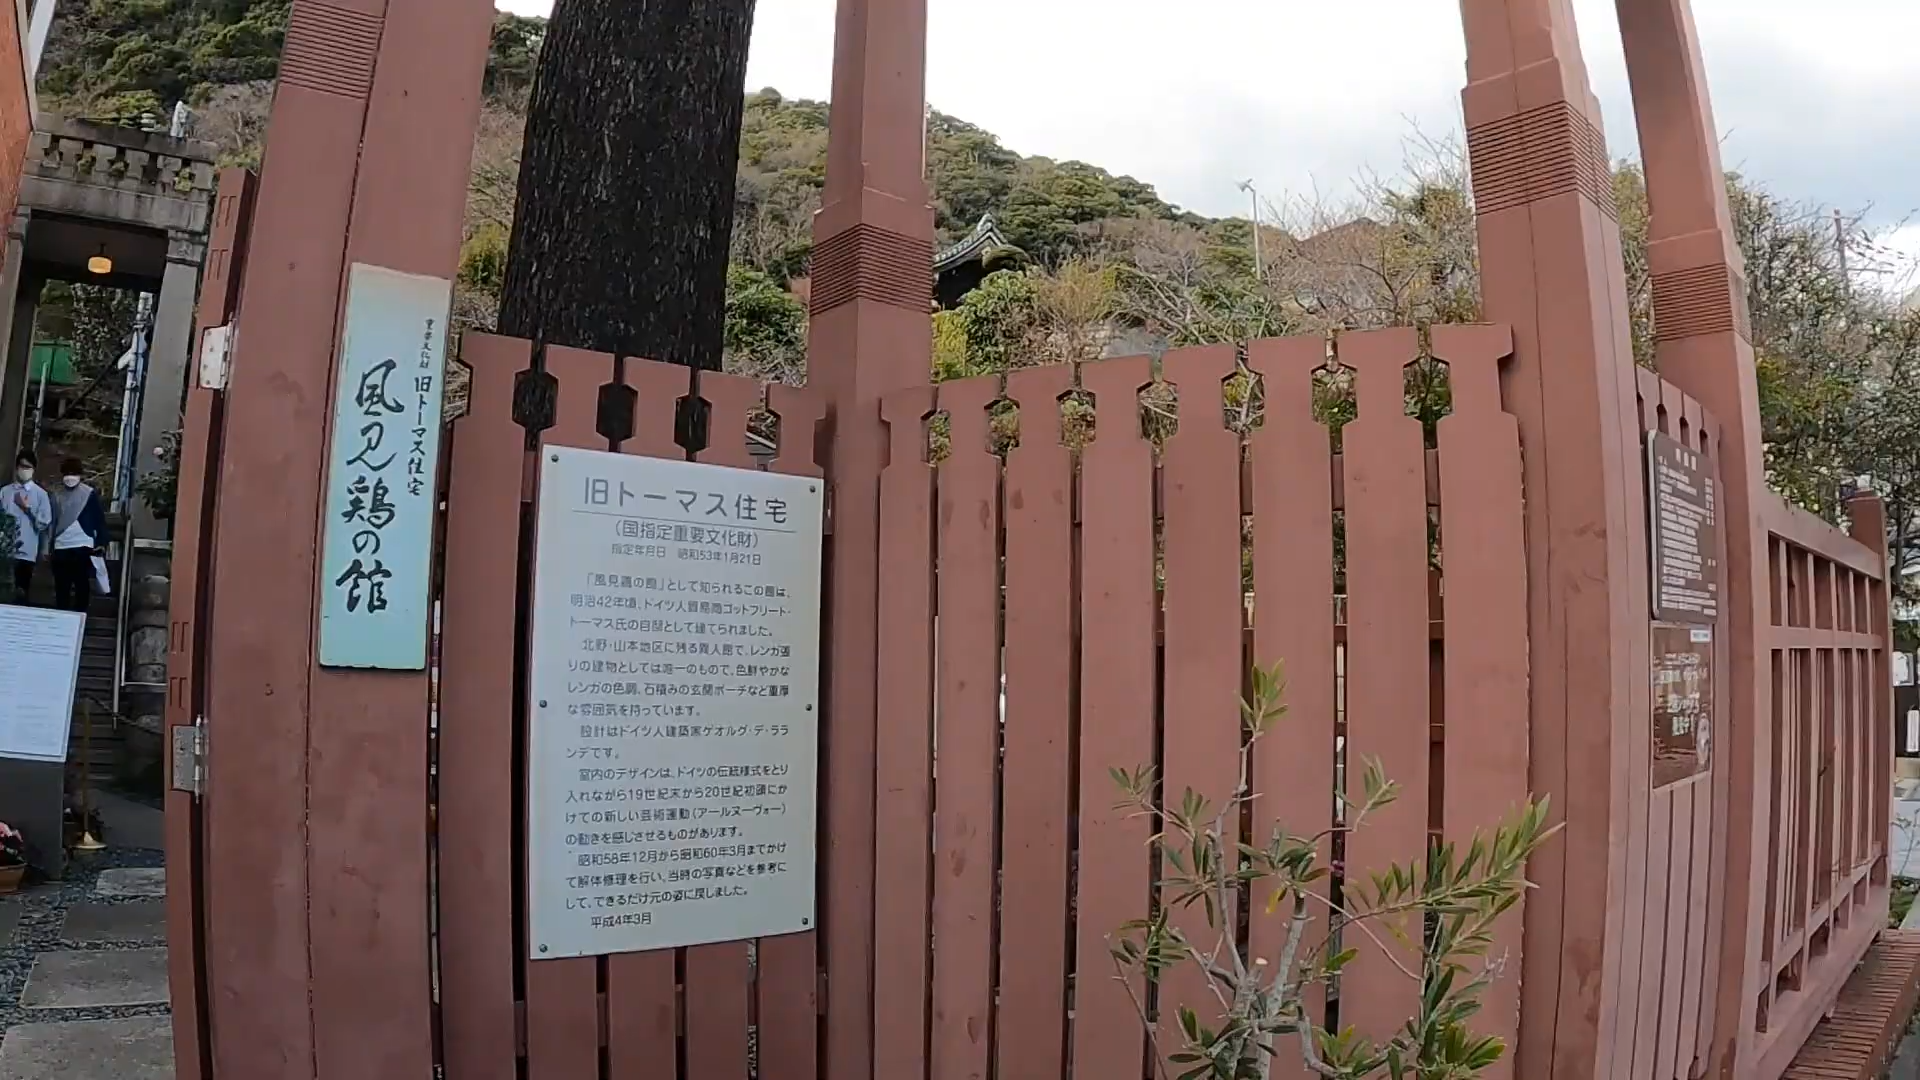 重要文化財
旧トーマス住宅
風見鶏の館
旧トーマス住宅
(国指定重要文化財)
指定年月日 昭和53年1月21日
「風見鶏の館」として知られるこの館は、
明治42年頃、ドイツ人貿易商ゴットフリート・
トーマス氏の自邸として建てられました。
北野・山本地区に残る異人館で、レンガ張
りの建物としては唯一のもので、色鮮やかな
レンガの色調、石積みの玄関ポーチなど重厚
な雰囲気を持っています。
設計はドイツ人建築家ゲオルグ・デ・ララ
ンデです。
室内のデザインは、ドイツの伝統様式をとり
入れながら19世紀末から20世紀初頭にか
けての新しい芸術運動(アールヌーヴォー)
の動きを感じさせるものがあります。
昭和58年12月から昭和60年3月までかけ
て解体修理を行い、当時の写真などを参考に
して、できるだけ元の姿に戻しました。
平成4年3月